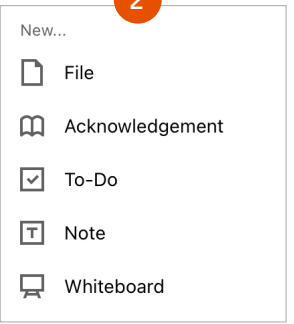 2
New...
File
Acknowledgement
To-Do
T
Note
Whiteboard